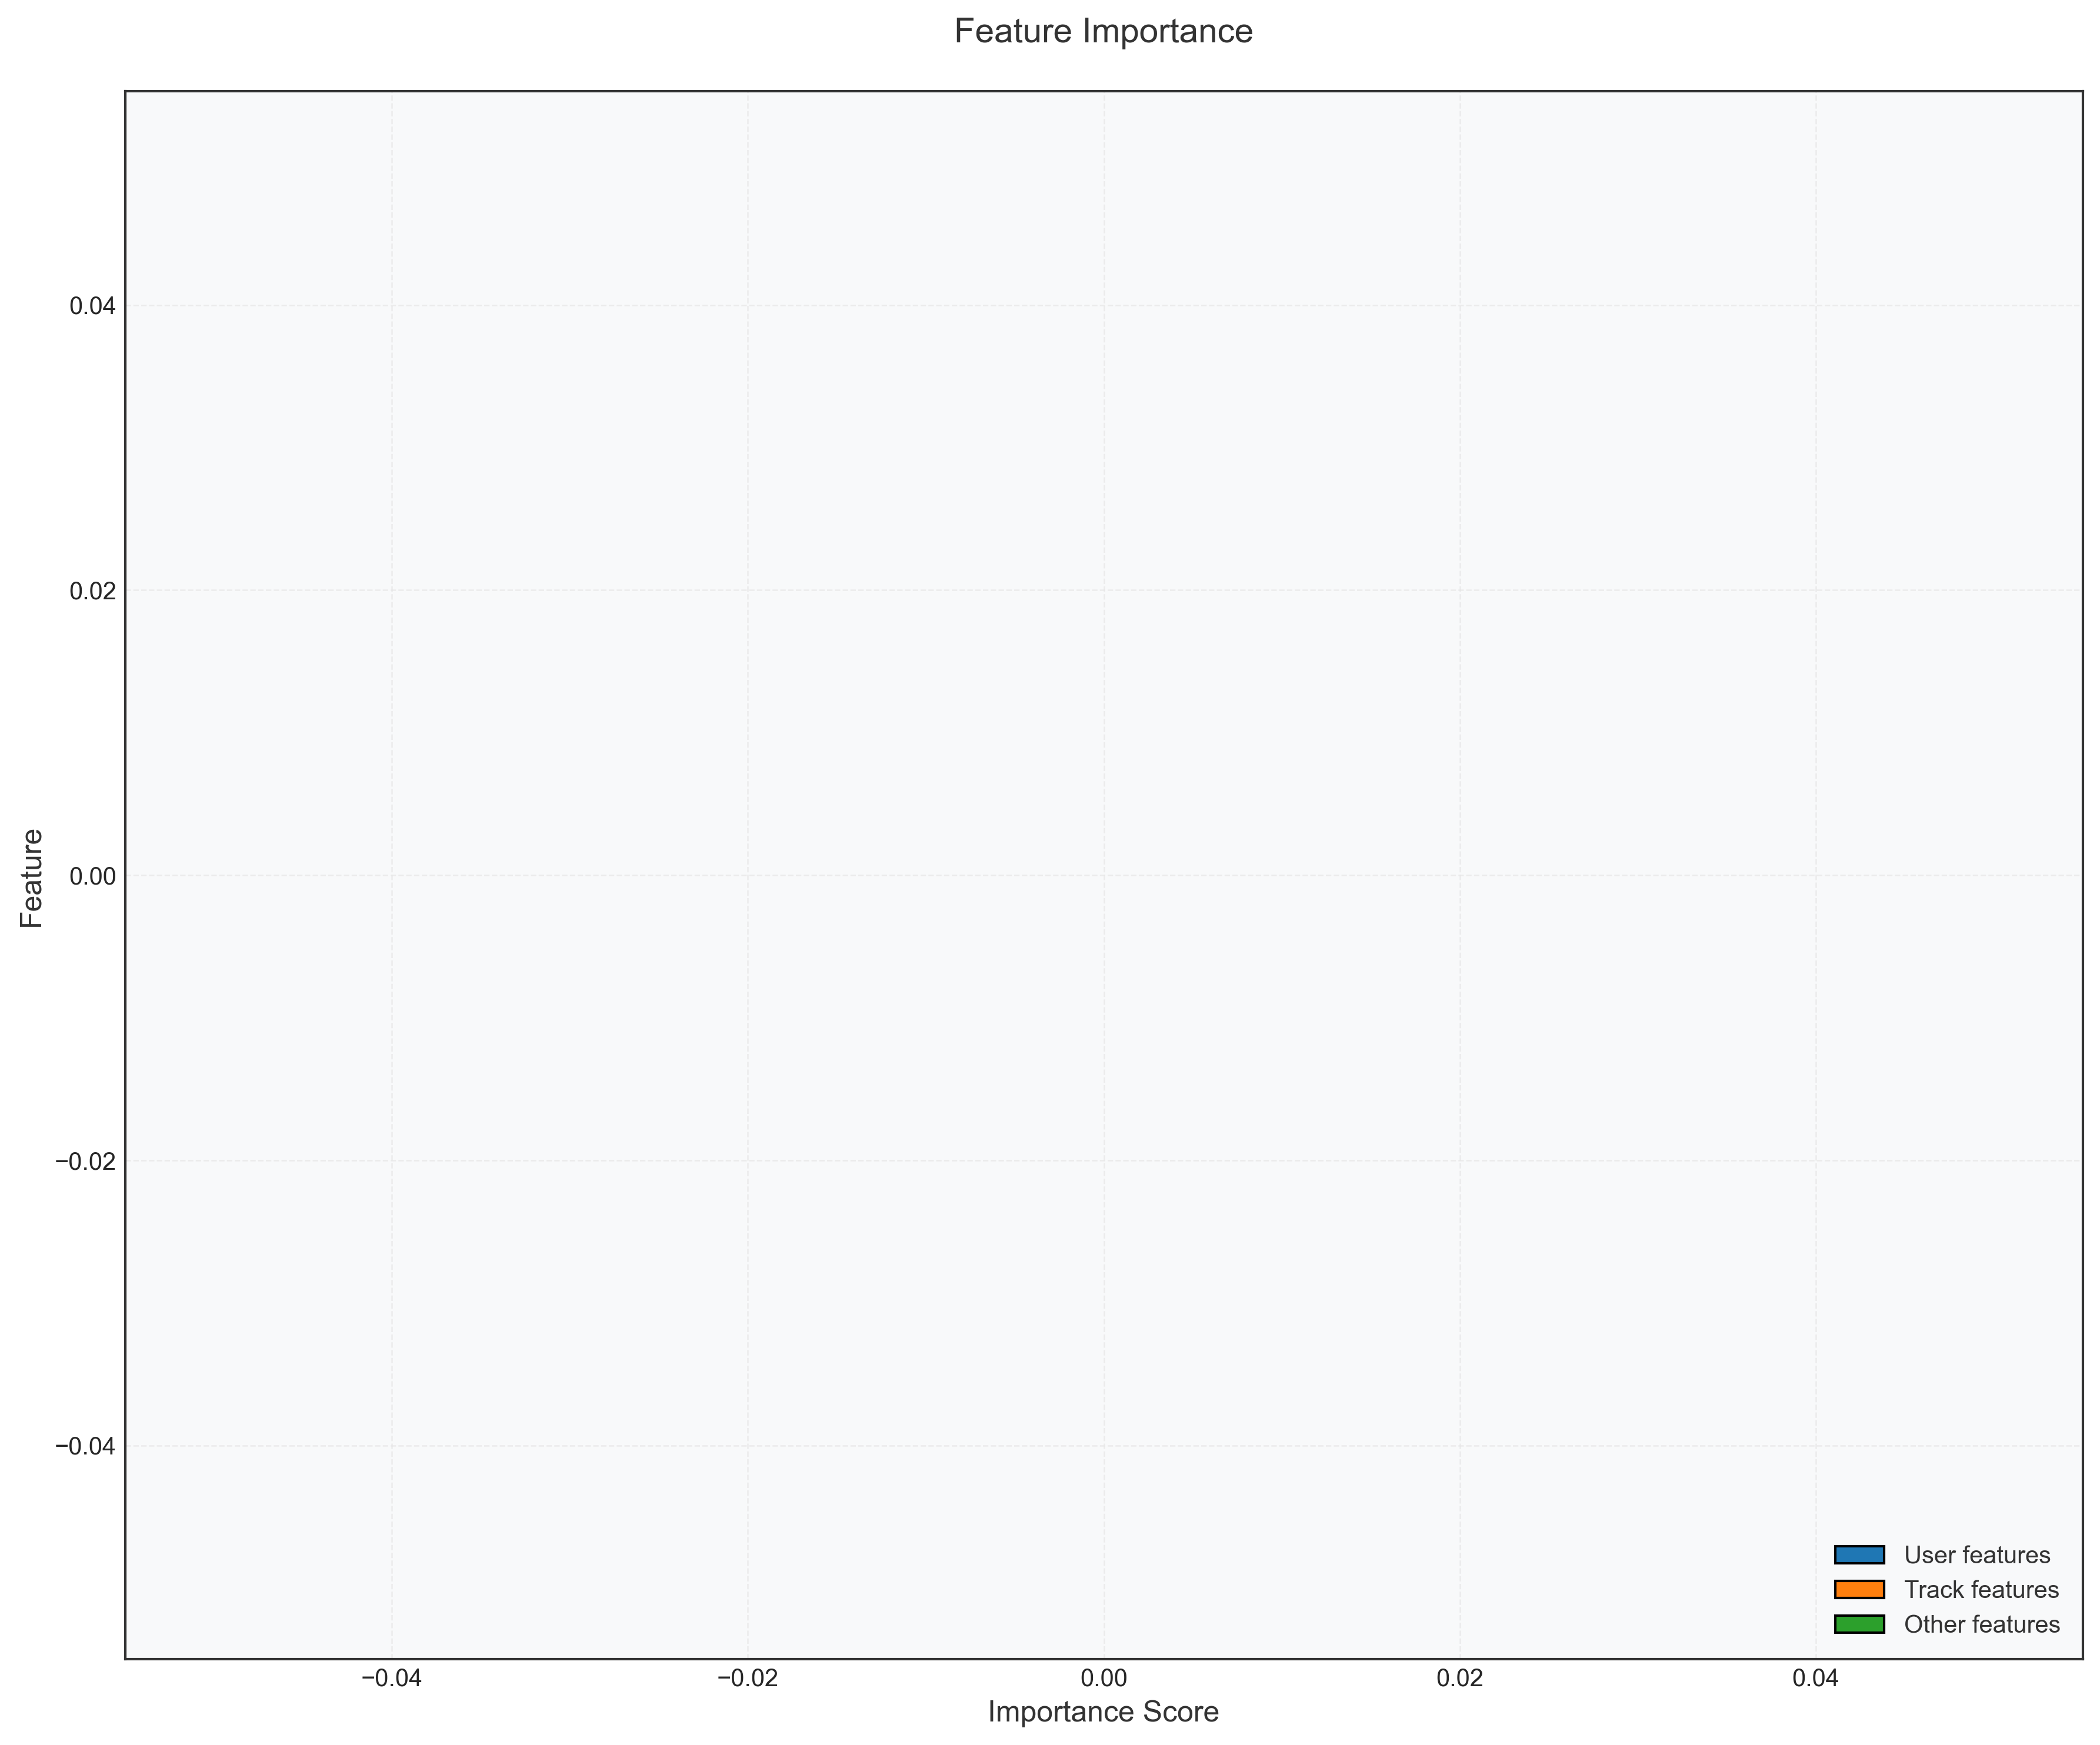 Feature Importance
0.04
0.02
0.00
−0.02
−0.04
Feature
User features
Track features
Other features
−0.04
−0.02
0.00
0.02
0.04
Importance Score